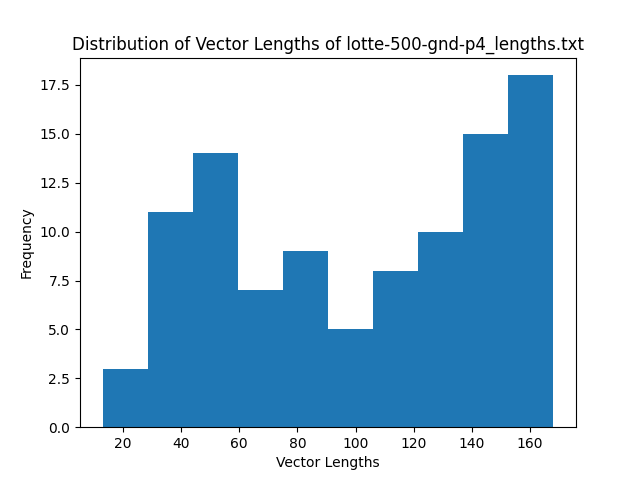 Distribution of Vector Lengths of lotte-500-gnd-p4_lengths.txt
17.5
15.0
12.5
10.0
7.5
5.0
2.5
0.0
Frequency
20 40 60 80 100 120 140 160
Vector Lengths